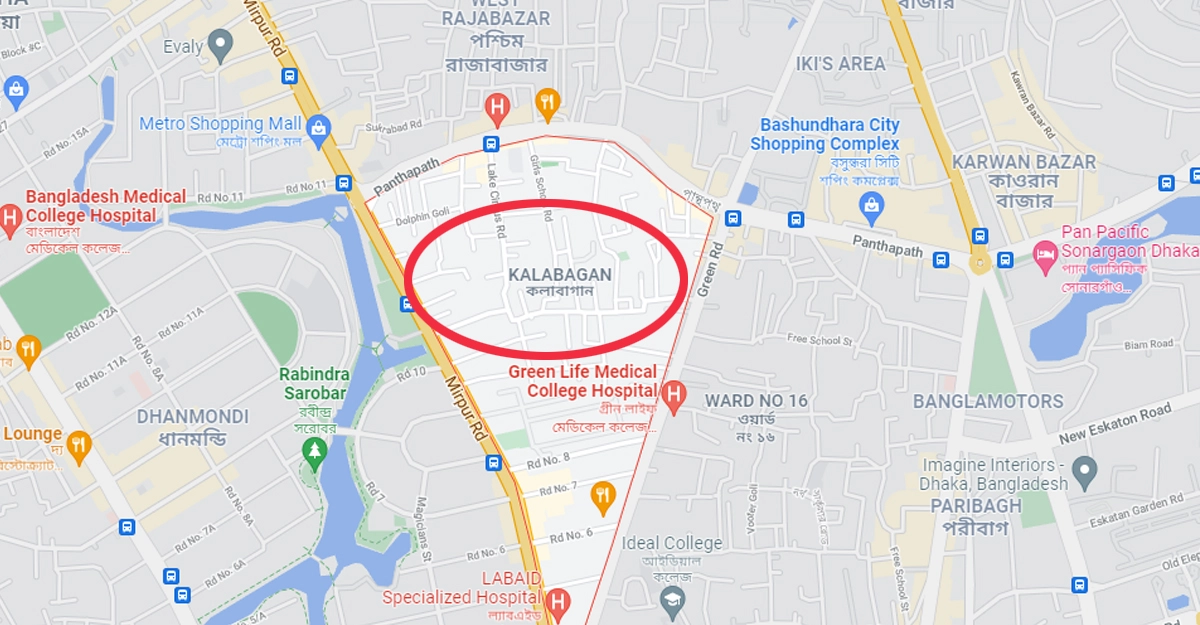 WEST
RAJABAZAR
পশ্চিম
রাজাবাজার
বাজার
Block #C
Evaly
Mirpur Rd
IKI'S AREA
Kawran Bazar Rd
Metro Shopping Mall
মেট্রো শপিং মল
Sukrabad Rd
Bashundhara City
Shopping Complex
বসুন্ধরা সিটি
শপিং কমপ্লেক্স
KARWAN BAZAR
কাওরান
বাজার
27
Rd No. 15A
Panthapath
Lake Circus Rd
Girls School Rd
পান্থপথ
Rd No. 11
Bangladesh Medical
College Hospital
বাংলাদেশ
মেডিকেল কলেজ...
Dolphin Goli
Panthapath
Pan Pacific
Sonargaon Dhaka
প্যান প্যাসিফিক
সোনারগাঁও...
Green Rd
KALABAGAN
কলাবাগান
Rd No. 12A
Rd No. 11A
Rd No. 8A
Rd No. 11A
Free School St
Biam Road
Rabindra
Sarobar
রবীন্দ্র
সরোবর
Rd No. 10
Green Life Medical
College Hospital
গ্রীন লাইফ
মেডিকেল কলেজ...
WARD NO 16
ওয়ার্ড
নং ১৬
BANGLAMOTORS
New Eskaton Road
DHANMONDI
ধানমন্ডি
Mirpur Rd
Lounge
দ্য
Rd No. 8
Rd No. 7
Rd 7
Rd No. 8A
Magicians St
Imagine Interiors -
Dhaka, Bangladesh
PARIBAGH
পরীবাগ
Voofer Goli
Eskatan Garden Rd
Rd No. 7A
Rd No. 6
Rd No. 6
Ideal College
আইডিয়াল
কলেজ
Free School St
Old Ele
Rd No. 6A
LABAID
Specialized Hospital
ল্যাবএইড
5/A